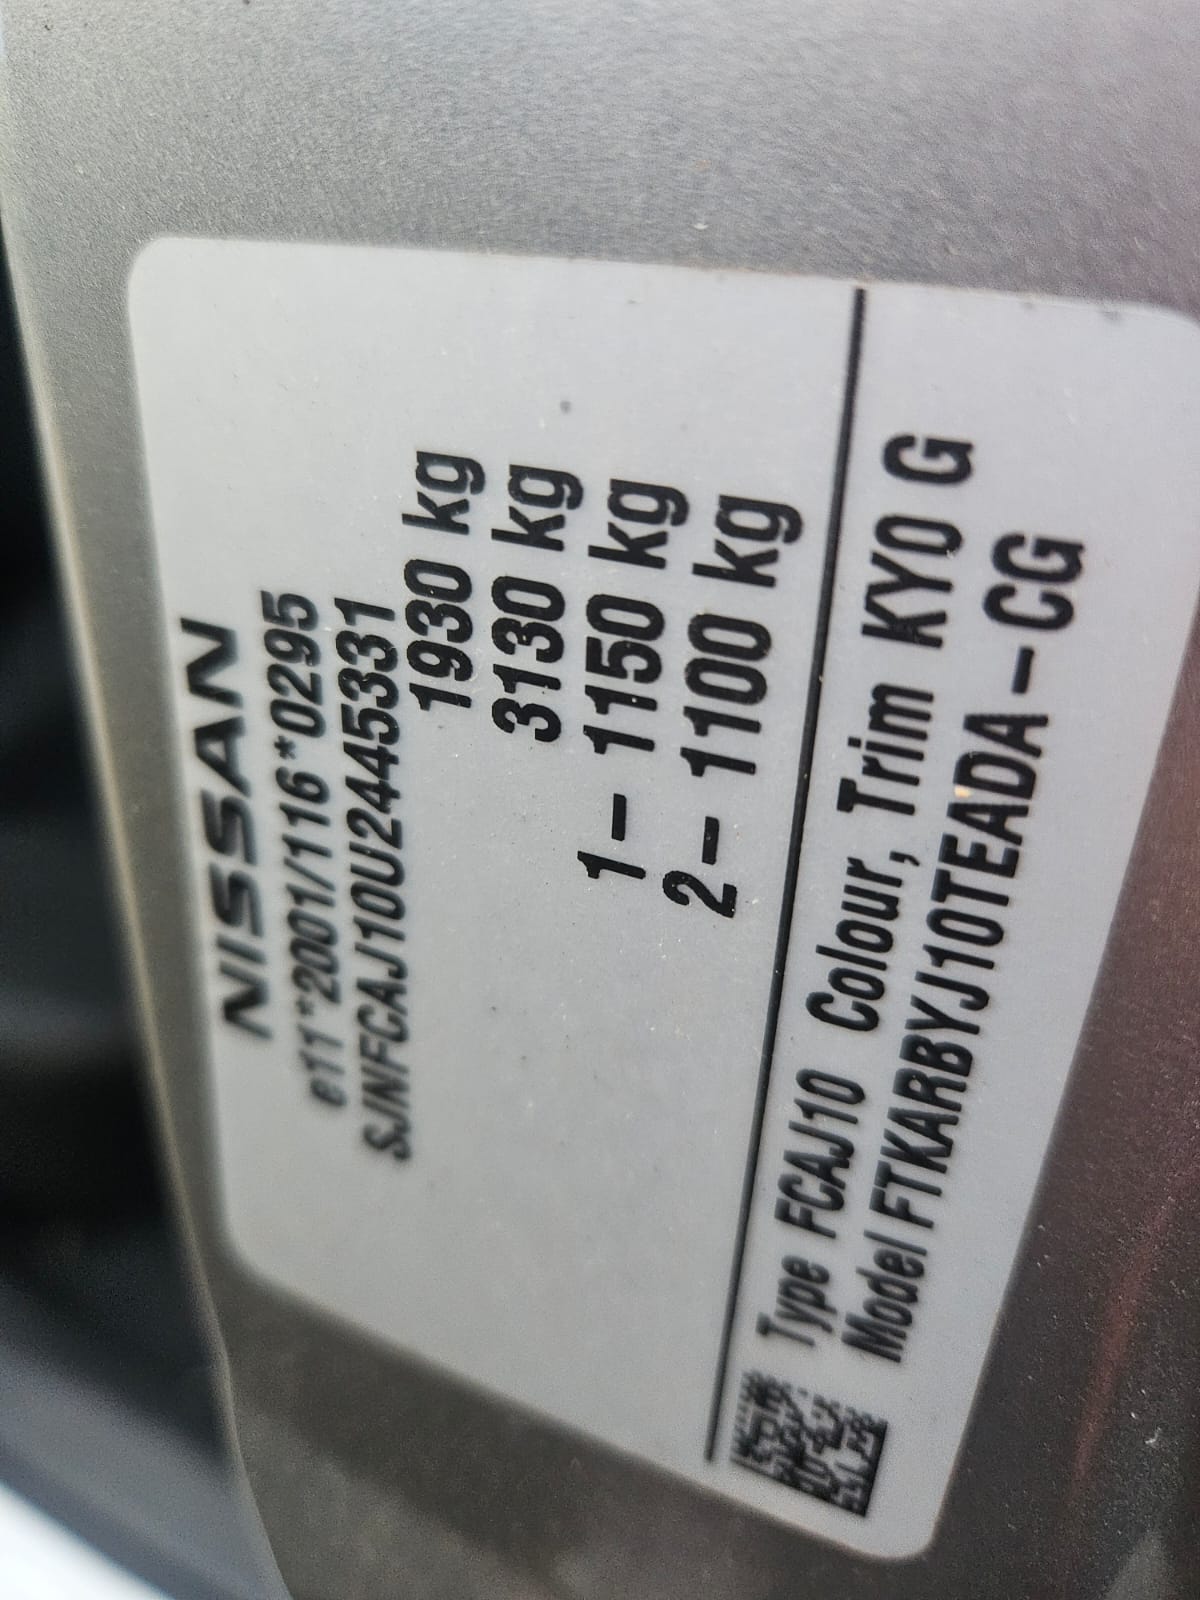 NISSAN
e11*2001/116*0295
SJNFCAJ10U2445331
1930 kg
3130 kg
1- 1150 kg
2- 1100 kg
Type FCAJ10 Colour, Trim KY0 G
Model FTKARBYJ10TEADA-CG